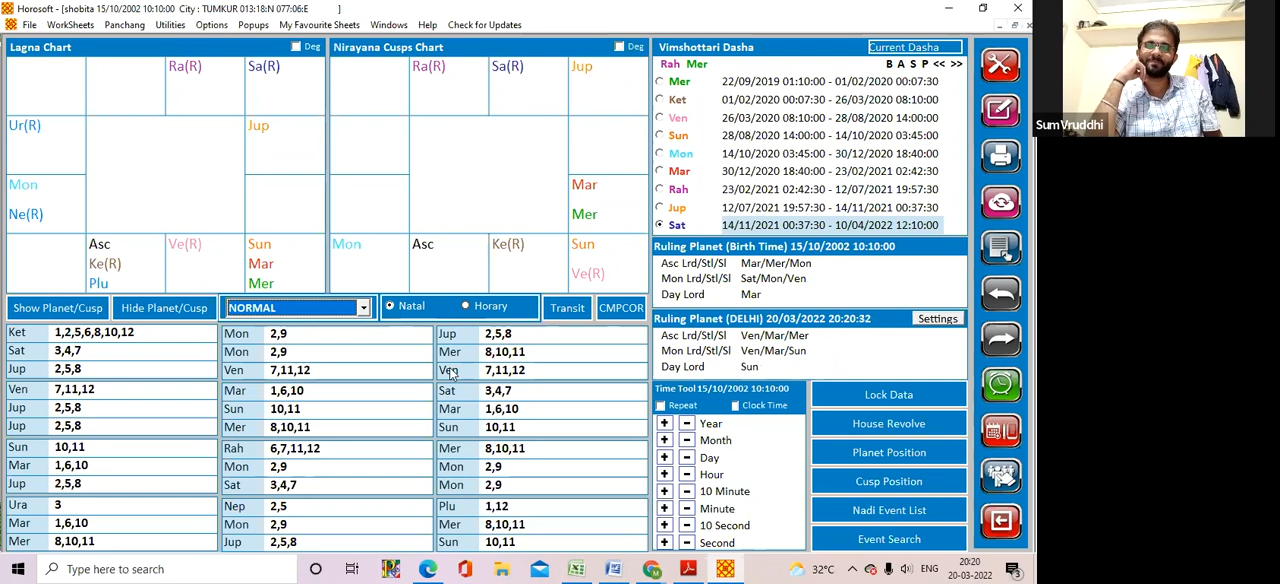 Horosoft - [shobita 15/10/2002 10:10:00 City : TUMKUR 013:18:N 077:06:E ]
File WorkSheets Panchang Utilities Options Popups My Favourite Sheets Windows Help Check for Updates
Lagna Chart Deg Nirayana Cusps Chart Deg Vimshottari Dasha Current Dasha
Ra(R) Sa(R) Ra(R) Sa(R) Jup
Ur(R) Jup
Mon Mar
Ne(R) Mer
Asc Ve(R) Sun Mon Asc Ke(R) Sun
Ke(R) Mar Ve(R)
Plu Mer
Rah Mer B A S P << >>
Mer 22/09/2019 01:10:00 - 01/02/2020 00:07:30
Ket 01/02/2020 00:07:30 - 26/03/2020 08:10:00
Ven 26/03/2020 08:10:00 - 28/08/2020 14:00:00
Sun 28/08/2020 14:00:00 - 14/10/2020 03:45:00
Mon 14/10/2020 03:45:00 - 30/12/2020 18:40:00
Mar 30/12/2020 18:40:00 - 23/02/2021 02:42:30
Rah 23/02/2021 02:42:30 - 12/07/2021 19:57:30
Jup 12/07/2021 19:57:30 - 14/11/2021 00:37:30
Sat 14/11/2021 00:37:30 - 10/04/2022 12:10:00
Ruling Planet (Birth Time) 15/10/2002 10:10:00
Asc Lrd/Stl/Sl Mar/Mer/Mon
Mon Lrd/Stl/Sl Sat/Mon/Ven
Day Lord Mar
Show Planet/Cusp Hide Planet/Cusp NORMAL Natal Horary Transit CMPCOR
Ruling Planet (DELHI) 20/03/2022 20:20:32 Settings
Asc Lrd/Stl/Sl Ven/Mar/Mer
Mon Lrd/Stl/Sl Ven/Mar/Sun
Day Lord Sun
Ket 1,2,5,6,8,10,12 Mon 2,9 Jup 2,5,8
Sat 3,4,7 Mon 2,9 Mer 8,10,11
Jup 2,5,8 Ven 7,11,12 Ven 7,11,12
Ven 7,11,12 Mar 1,6,10 Sat 3,4,7
Jup 2,5,8 Sun 10,11 Mar 1,6,10
Jup 2,5,8 Mer 8,10,11 Sun 10,11
Sun 10,11 Rah 6,7,11,12 Mer 8,10,11
Mar 1,6,10 Mon 2,9 Mon 2,9
Jup 2,5,8 Sat 3,4,7 Mon 2,9
Ura 3 Nep 2,5 Plu 1,12
Mar 1,6,10 Mon 2,9 Mer 8,10,11
Mer 8,10,11 Jup 2,5,8 Sun 10,11
Time Tool 15/10/2002 10:10:00
Repeat Clock Time
+ - Year
+ - Month
+ - Day
+ - Hour
+ - 10 Minute
+ - Minute
+ - 10 Second
+ - Second
Lock Data
House Revolve
Planet Position
Cusp Position
Nadi Event List
Event Search
SumVruddhi
Type here to search
32°C ENG
20:20
20-03-2022
3